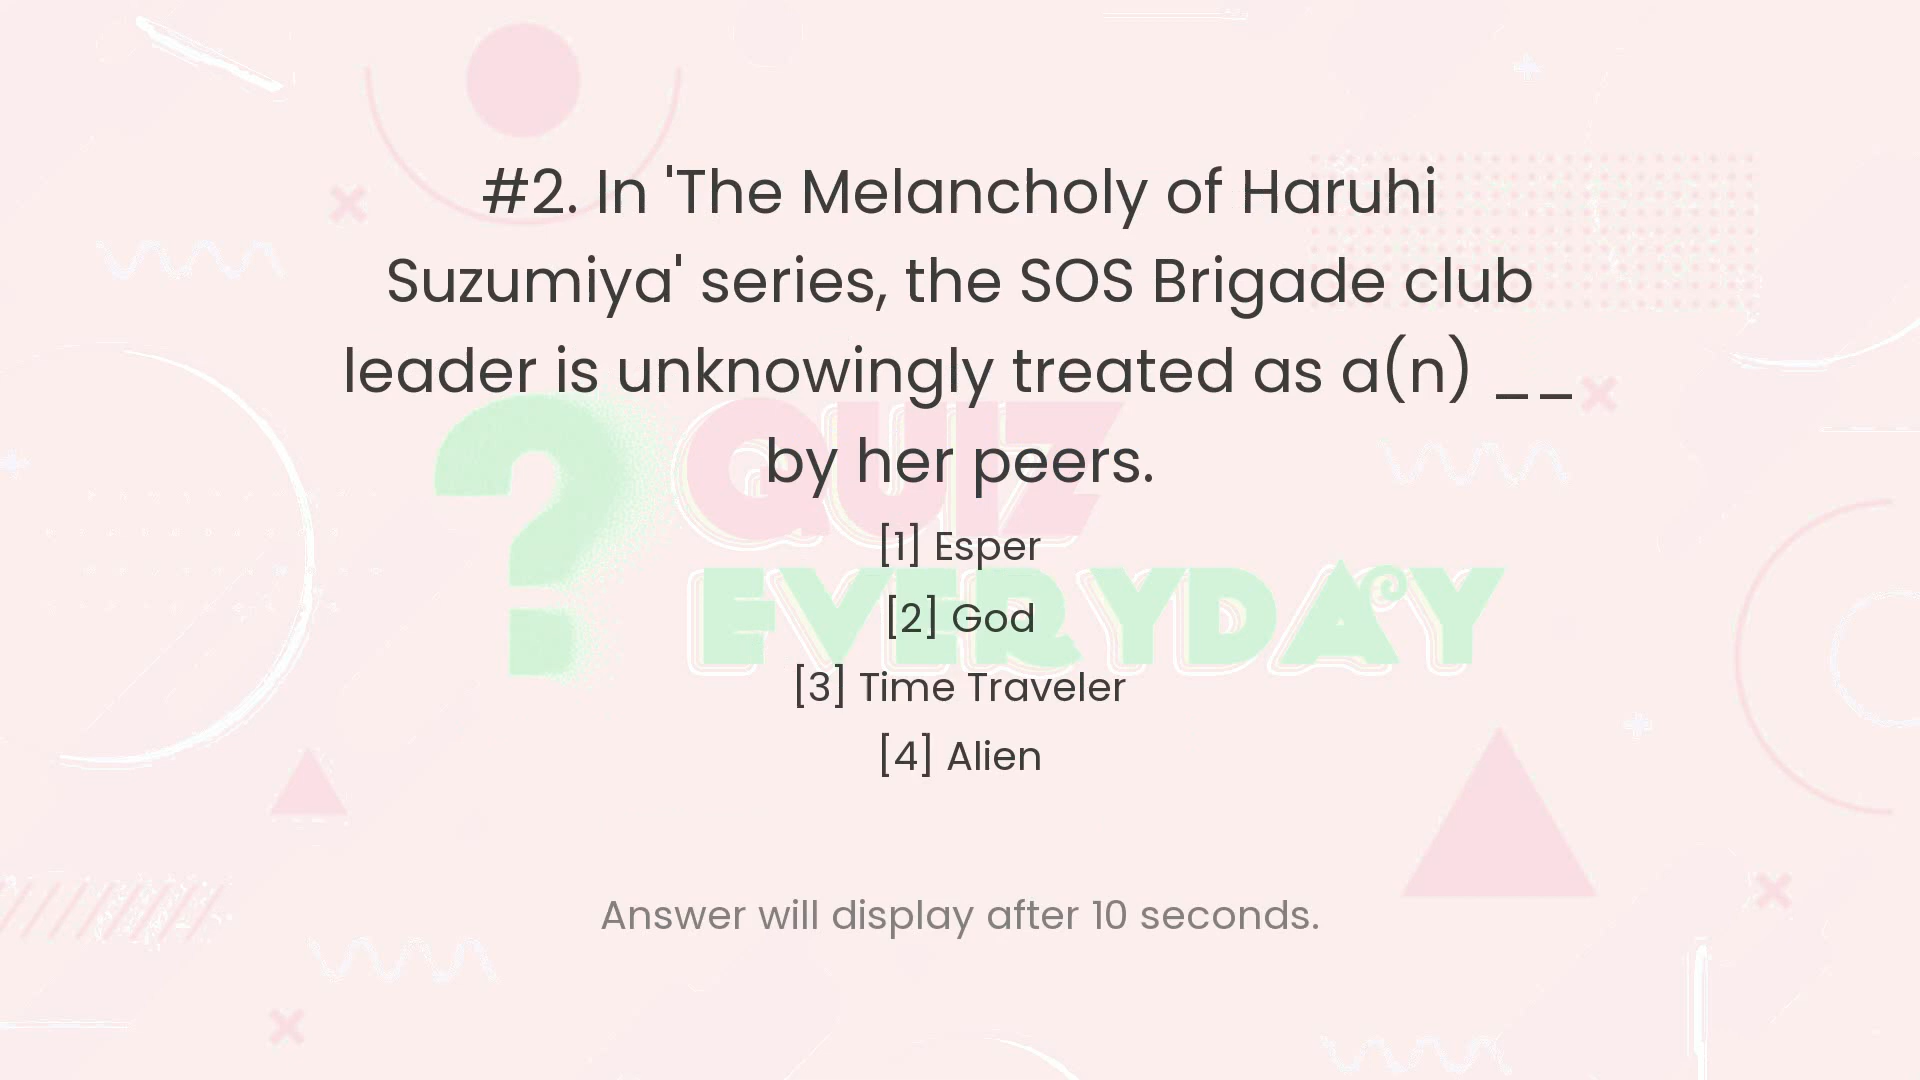 #2. In 'The Melancholy of Haruhi
Suzumiya' series, the SOS Brigade club
leader is unknowingly treated as a(n) __
by her peers.
? QUIZ
EVERYDAY
[1] Esper
[2] God
[3] Time Traveler
[4] Alien
Answer will display after 10 seconds.